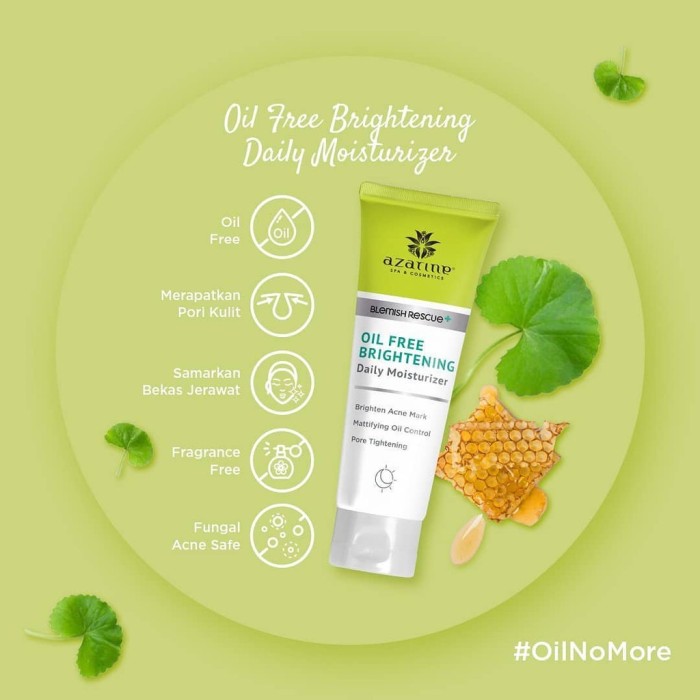 Oil Free Brightening
Daily Moisturizer
Oil
Free
Oil
Merapatkan
Pori Kulit
Samarkan
Bekas Jerawat
Fragrance
Free
Fungal
Acne Safe
azarine
SPA & COSMETICS
BLEMISH RESCUE+
OIL FREE
BRIGHTENING
Daily Moisturizer
Brighten Acne Mark
Mattifying Oil Control
Pore Tightening
#OilNoMore